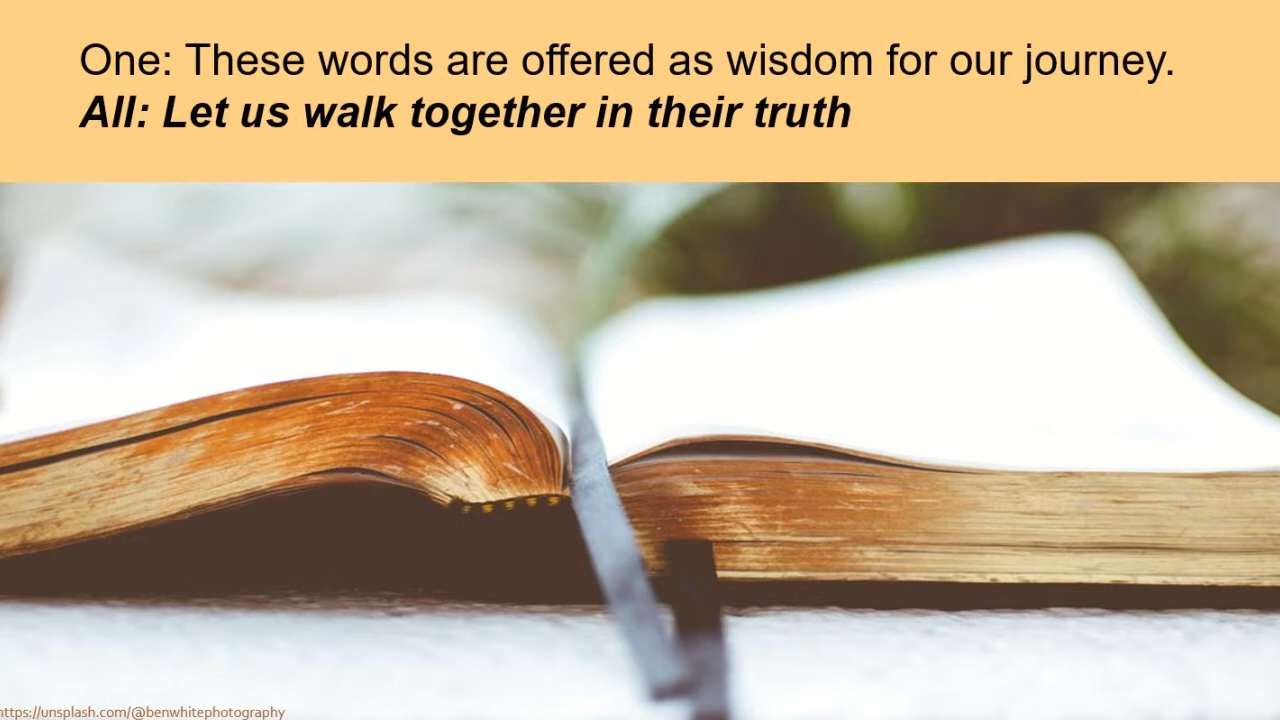 One: These words are offered as wisdom for our journey.
All: Let us walk together in their truth
https://unsplash.com/@benwhitephotography